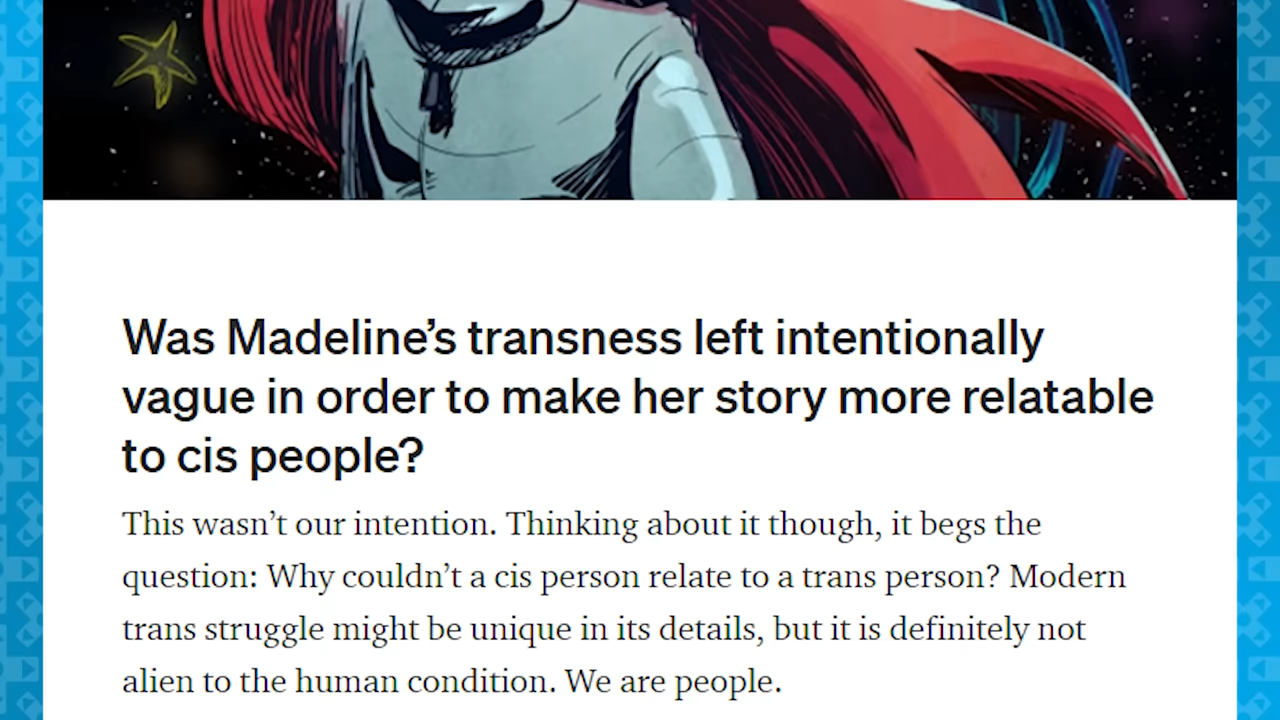 Was Madeline’s transness left intentionally
vague in order to make her story more relatable
to cis people?
This wasn’t our intention. Thinking about it though, it begs the
question: Why couldn’t a cis person relate to a trans person? Modern
trans struggle might be unique in its details, but it is definitely not
alien to the human condition. We are people.